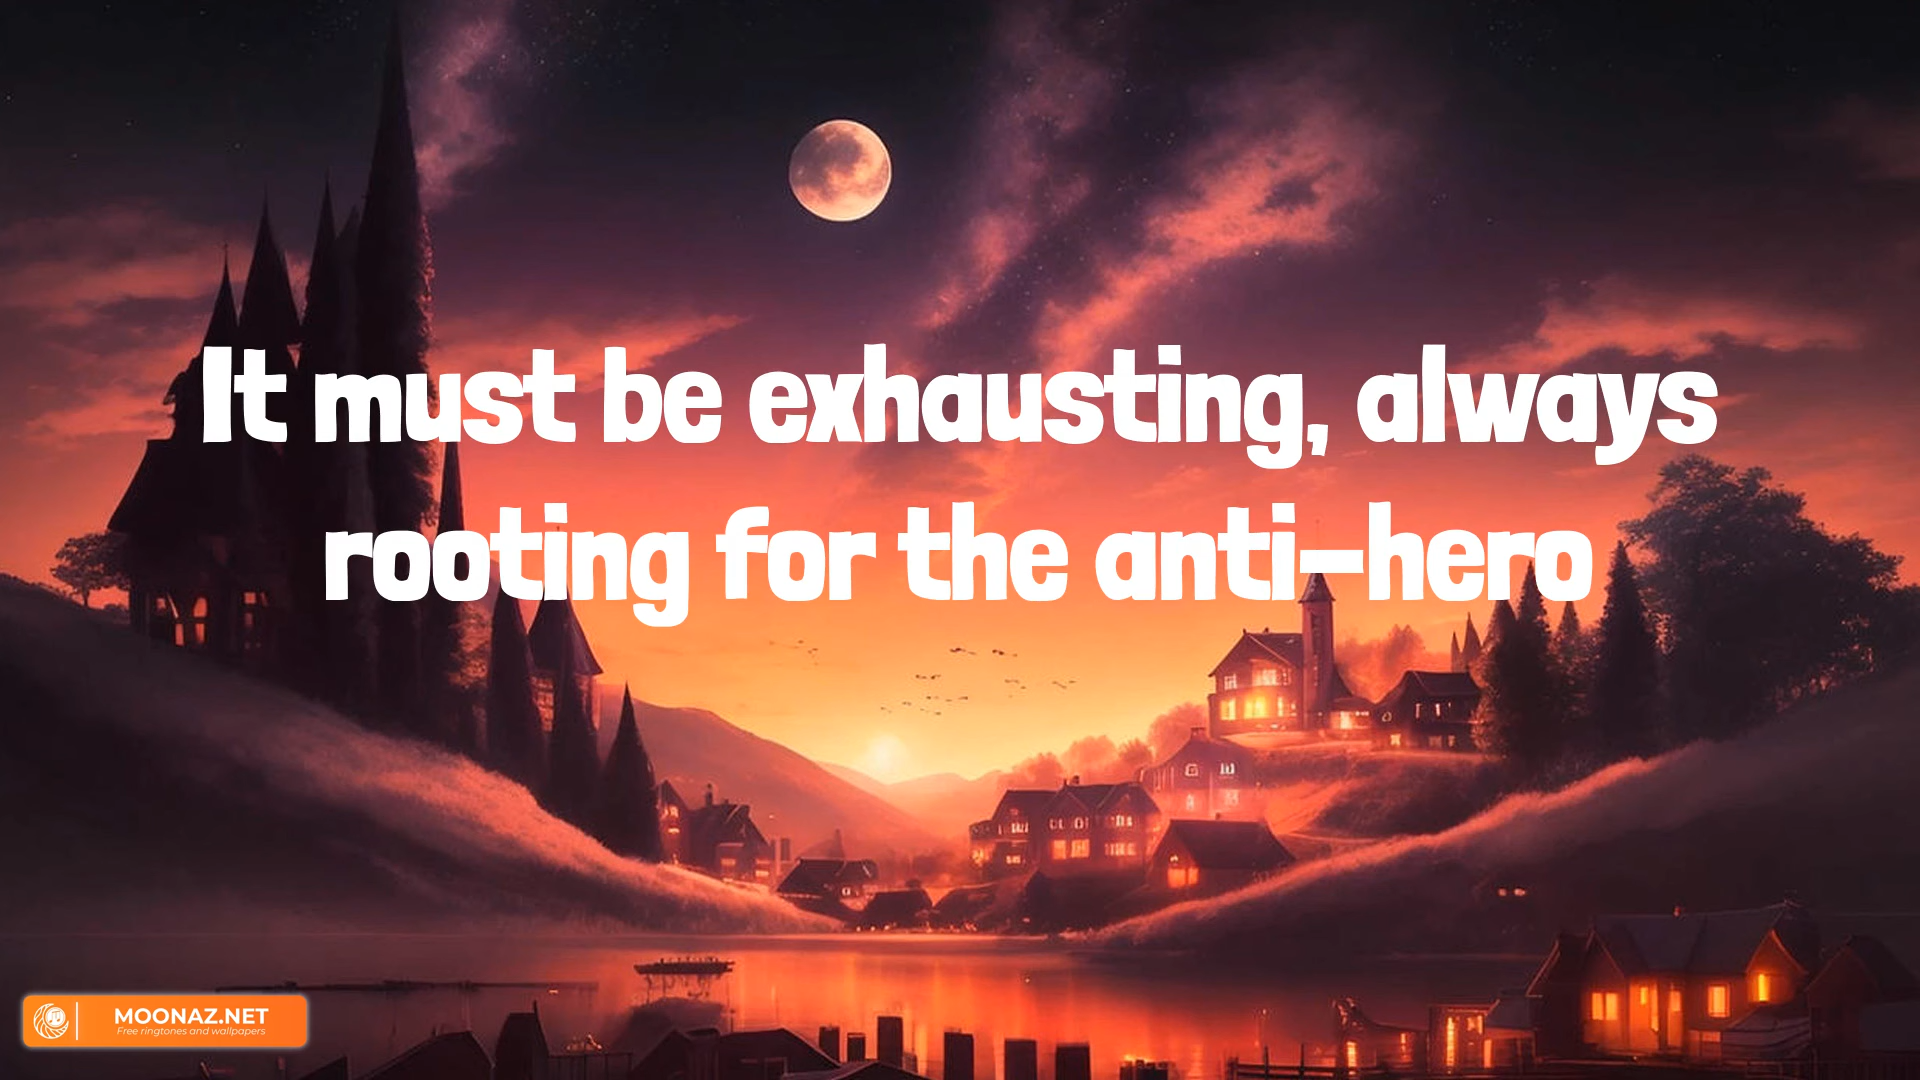 It must be exhausting, always
rooting for the anti-hero
MOONAZ.NET
Free ringtones and wallpapers